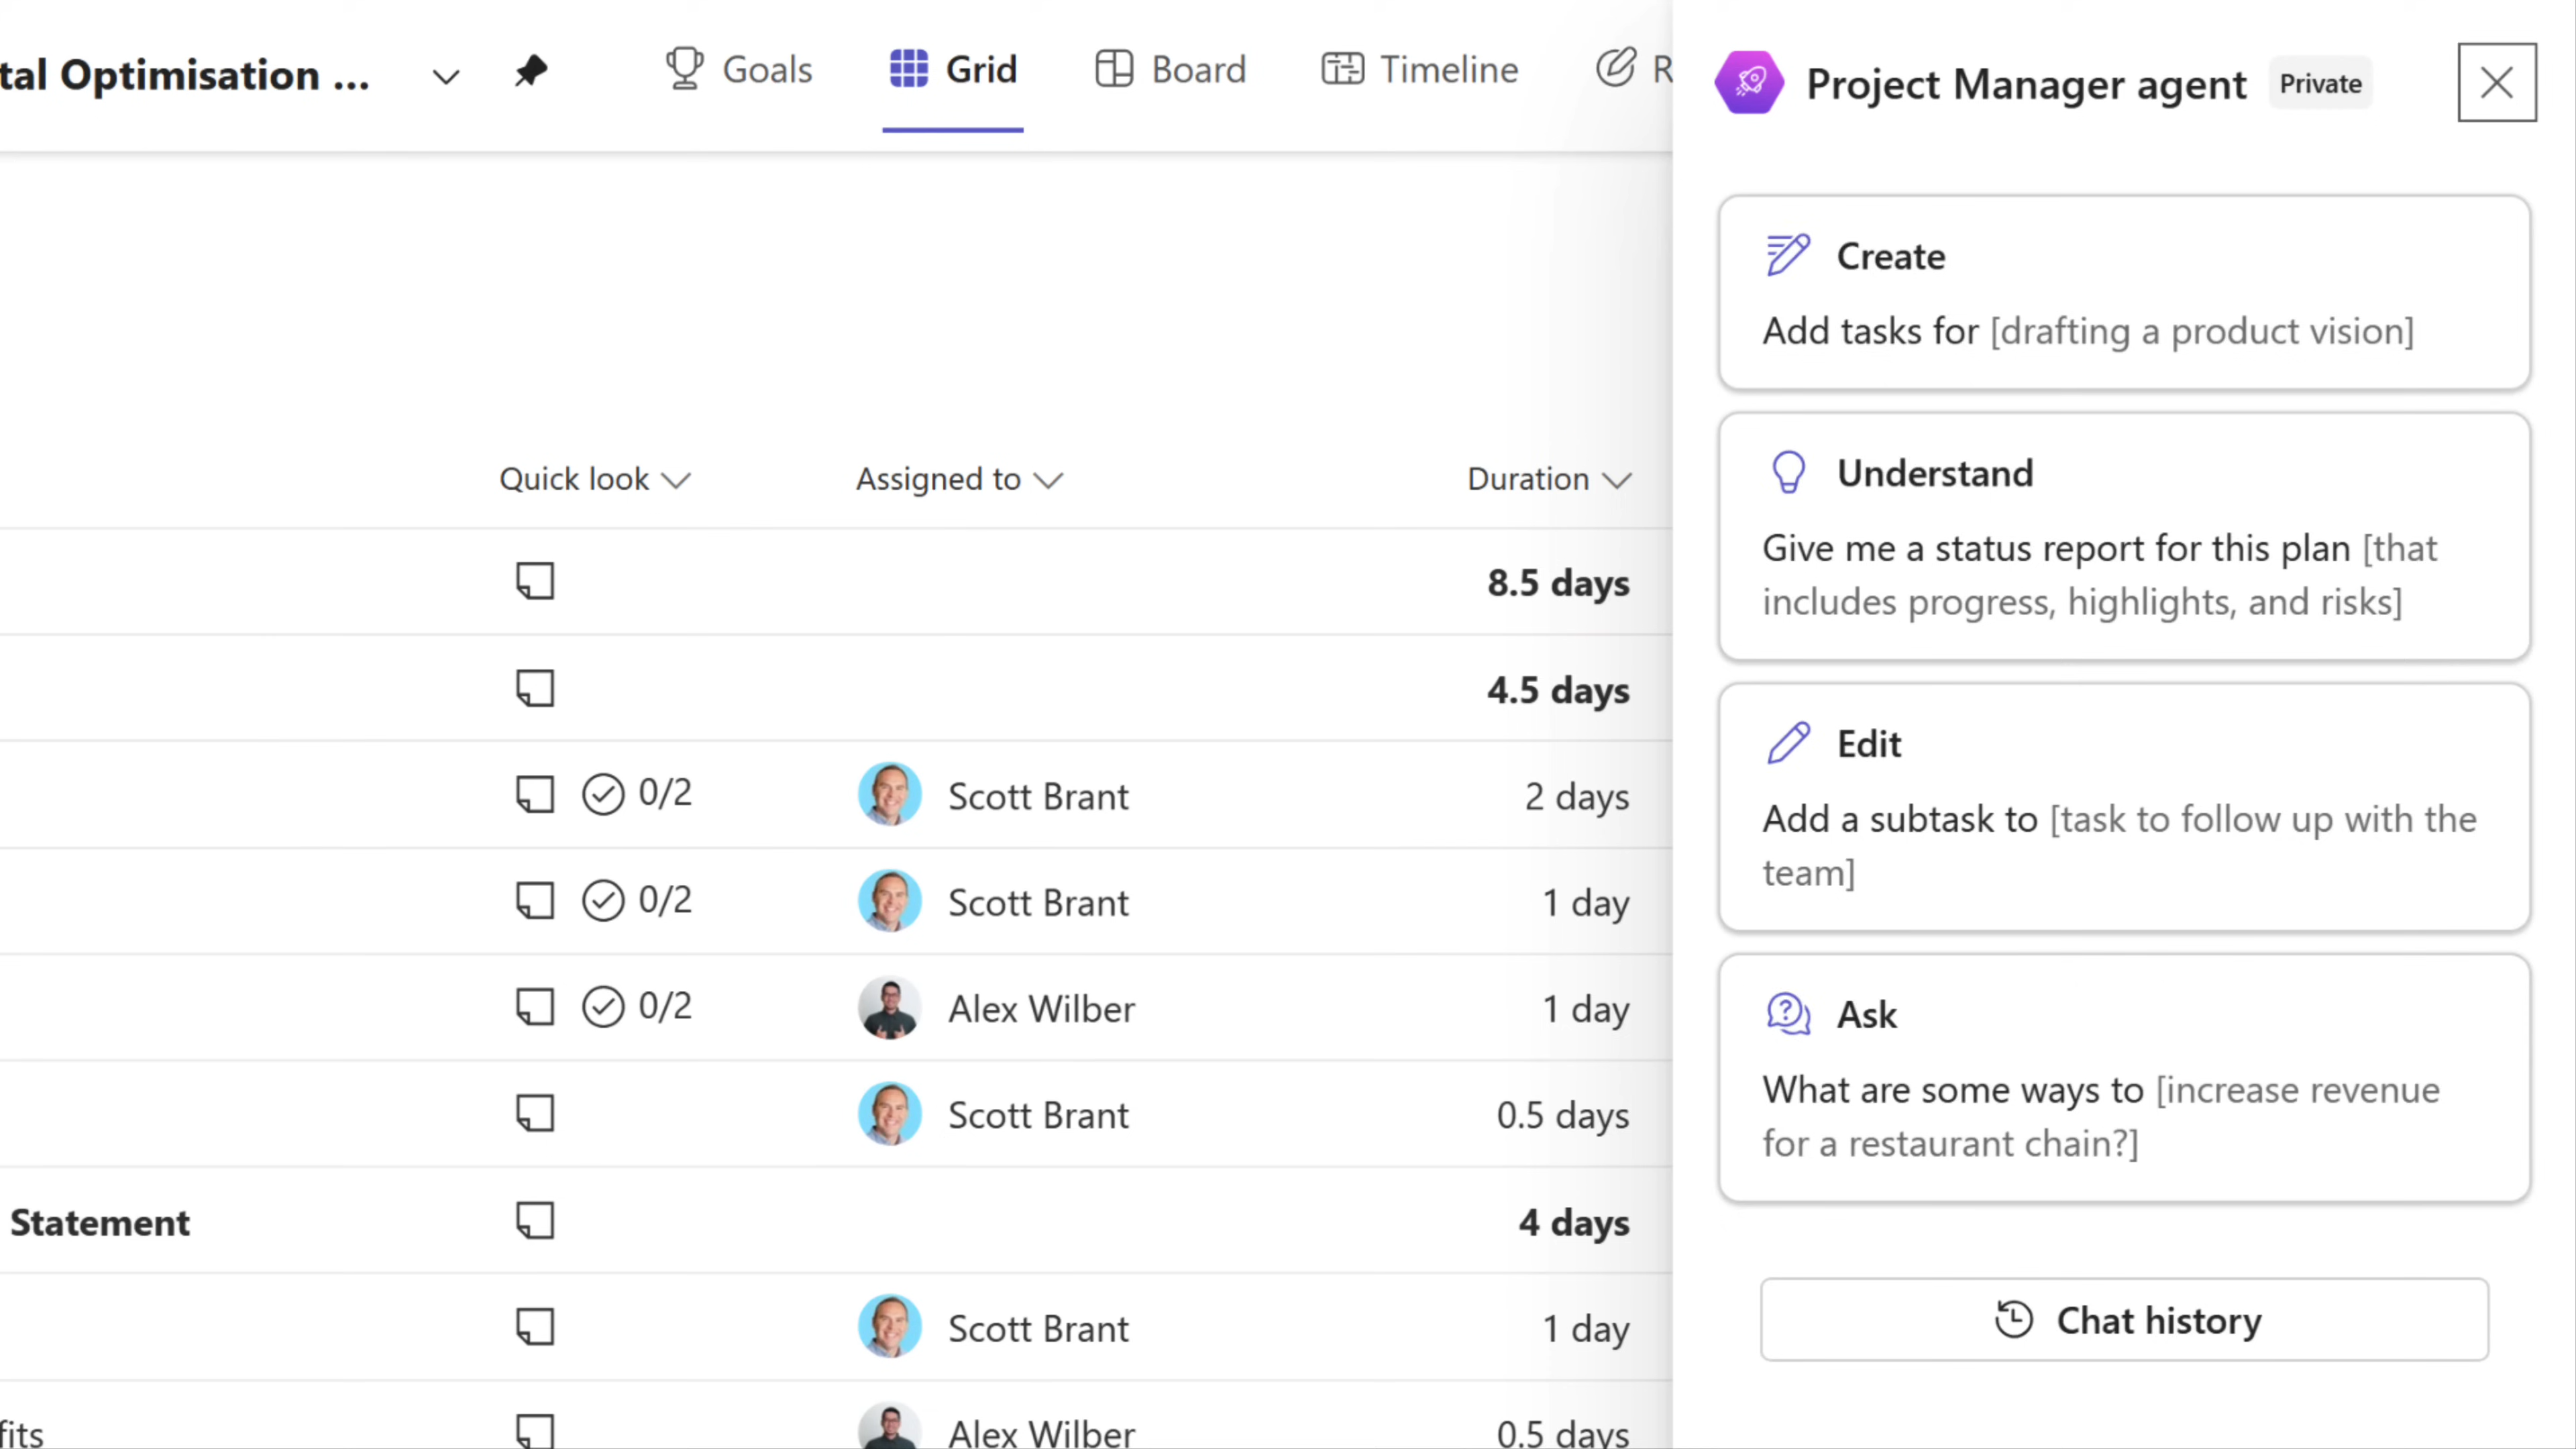 tal Optimisation ...
Goals
Grid
Board
Timeline
R
Project Manager agent
Private
Quick look
Assigned to
Duration
8.5 days
4.5 days
0/2
Scott Brant
2 days
0/2
Scott Brant
1 day
0/2
Alex Wilber
1 day
Scott Brant
0.5 days
Statement
4 days
Scott Brant
1 day
fits
Alex Wilber
0.5 days
Create
Add tasks for [drafting a product vision]
Understand
Give me a status report for this plan [that
includes progress, highlights, and risks]
Edit
Add a subtask to [task to follow up with the
team]
Ask
What are some ways to [increase revenue
for a restaurant chain?]
Chat history